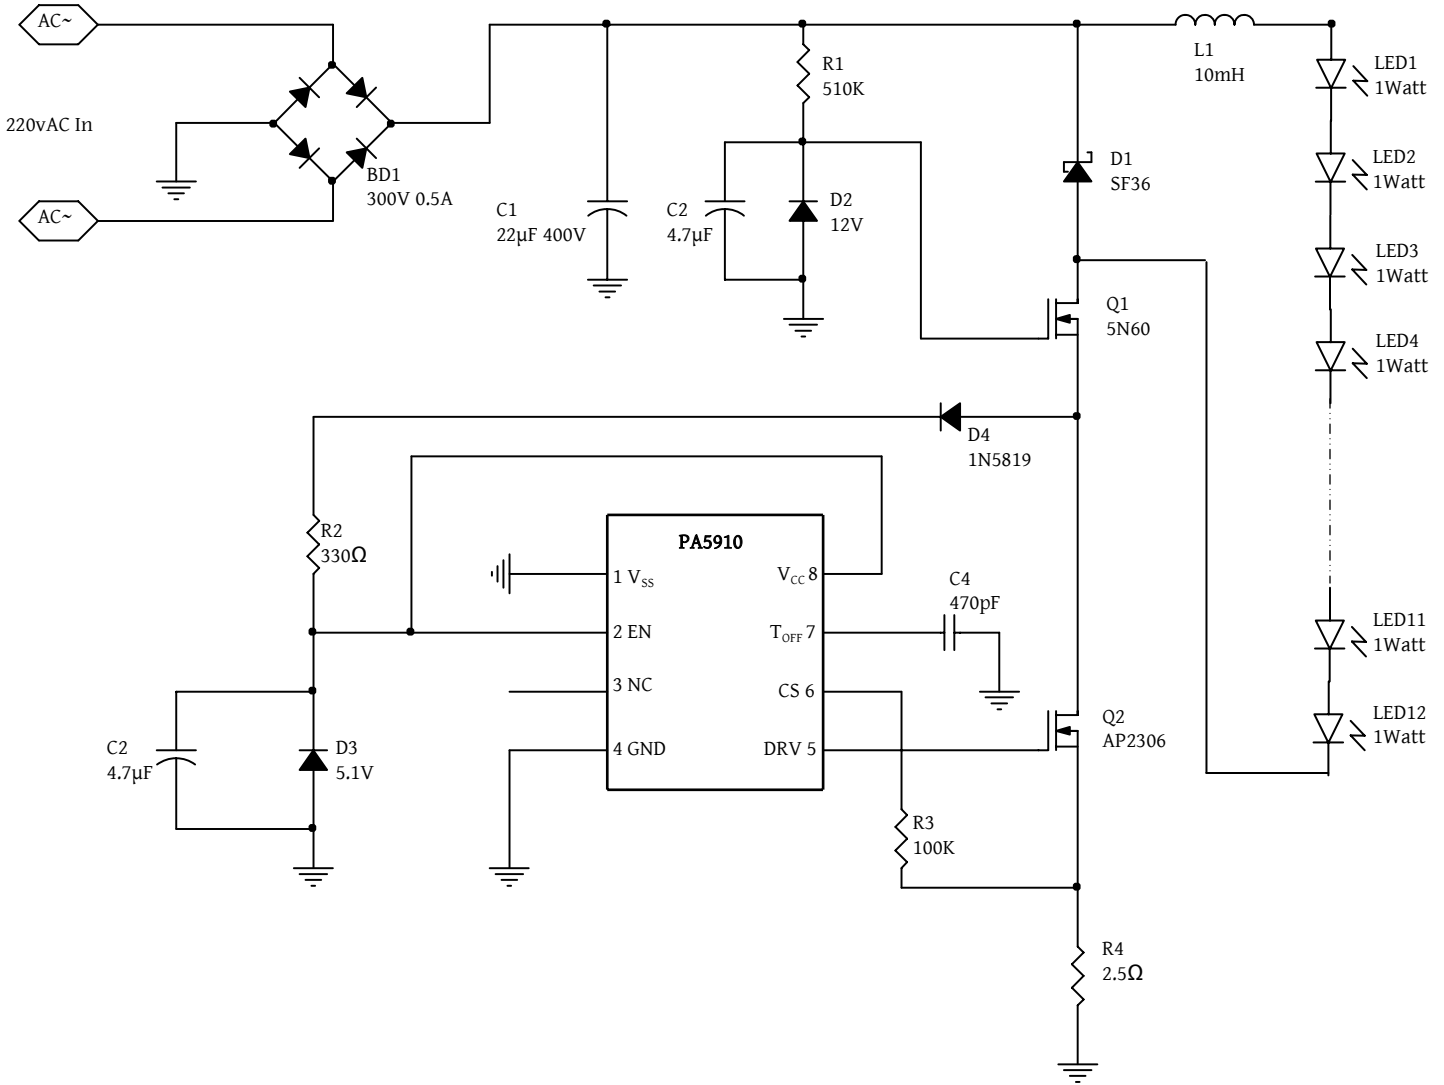 AC~
220vAC In
AC~
BD1
300V 0.5A
C1
22µF 400V
R1
510K
C2
4.7µF
D2
12V
D1
SF36
L1
10mH
LED1
1Watt
LED2
1Watt
LED3
1Watt
LED4
1Watt
LED11
1Watt
LED12
1Watt
Q1
5N60
D4
1N5819
R2
330Ω
PA5910
1 VSS
2 EN
3 NC
4 GND
VCC 8
TOFF 7
CS 6
DRV 5
C4
470pF
C2
4.7µF
D3
5.1V
Q2
AP2306
R3
100K
R4
2.5Ω